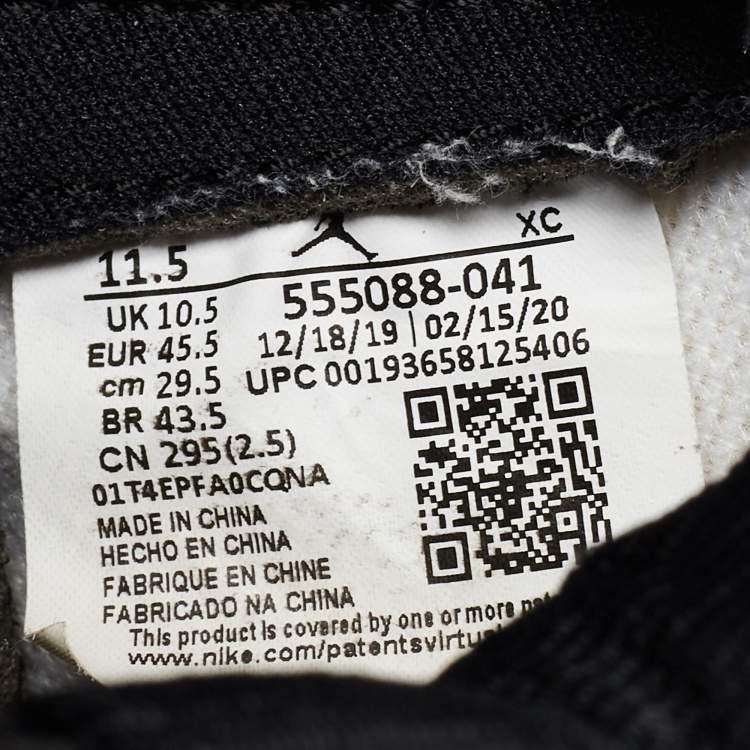 XC
11.5
UK 10.5
EUR 45.5
cm 29.5
BR 43.5
CN 295(2.5)
555088-041
12/18/19 | 02/15/20
UPC 00193658125406
01T4EPFA0CQNA
MADE IN CHINA
HECHO EN CHINA
FABRIQUE EN CHINE
FABRICADO NA CHINA
This product is covered by one or more
www.nike.com/patentsvirtu